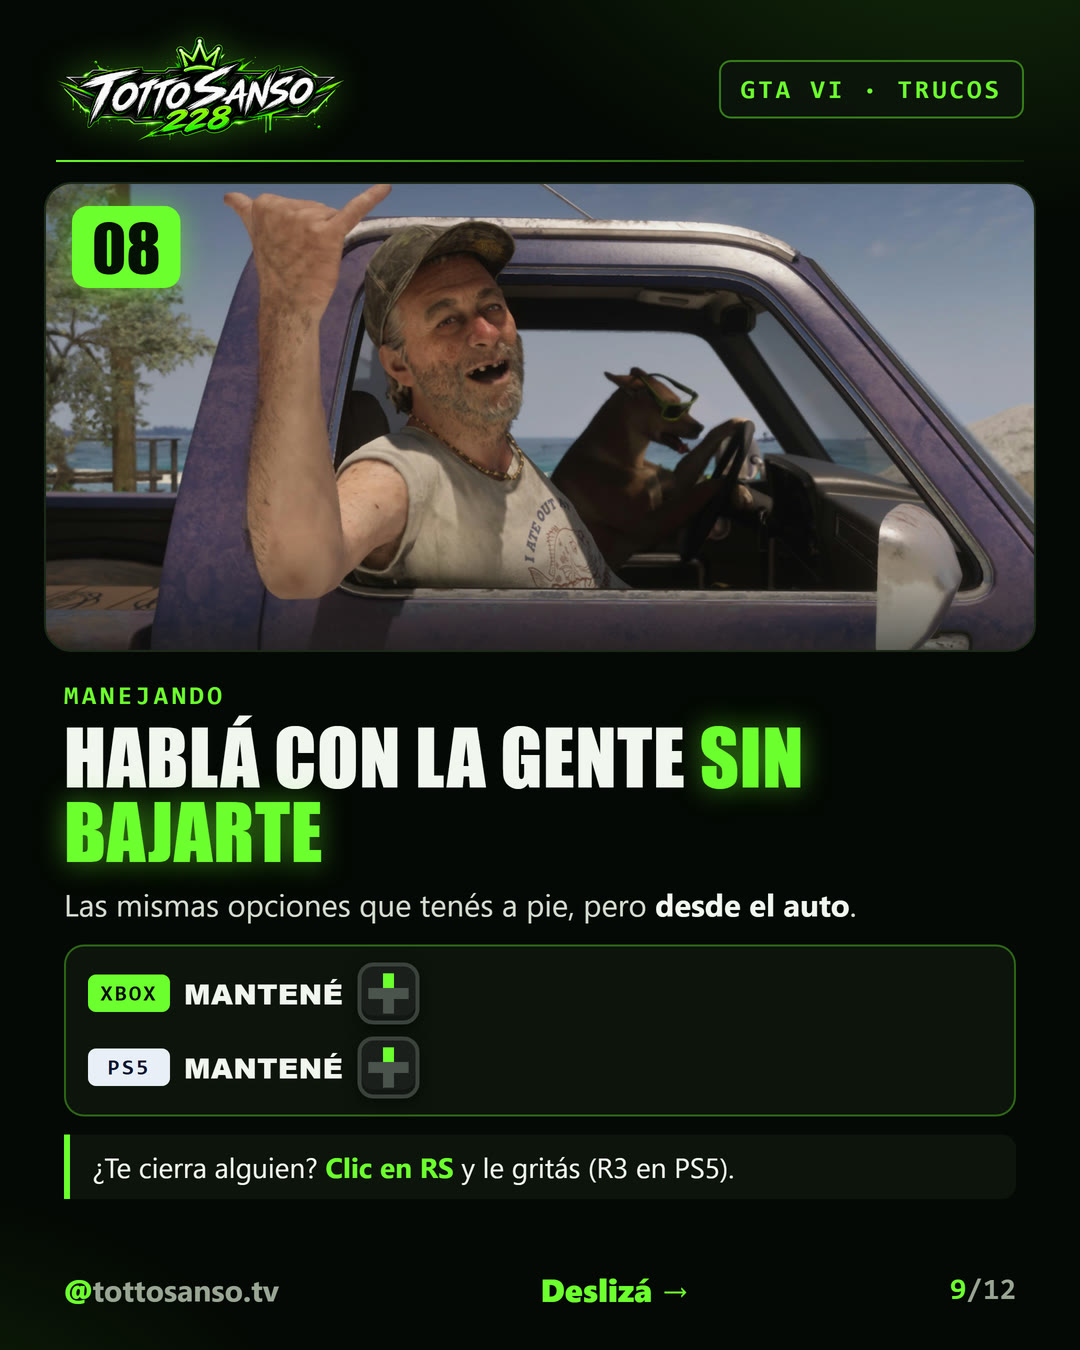 TOTTOSANSO
228
GTA VI · TRUCOS
08
I ATE OUT
MANEJANDO
HABLÁ CON LA GENTE SIN
BAJARTE
Las mismas opciones que tenés a pie, pero desde el auto.
XBOX MANTENÉ
PS5 MANTENÉ
¿Te cierra alguien? Clic en RS y le gritás (R3 en PS5).
@tottosanso.tv
Deslizá →
9/12